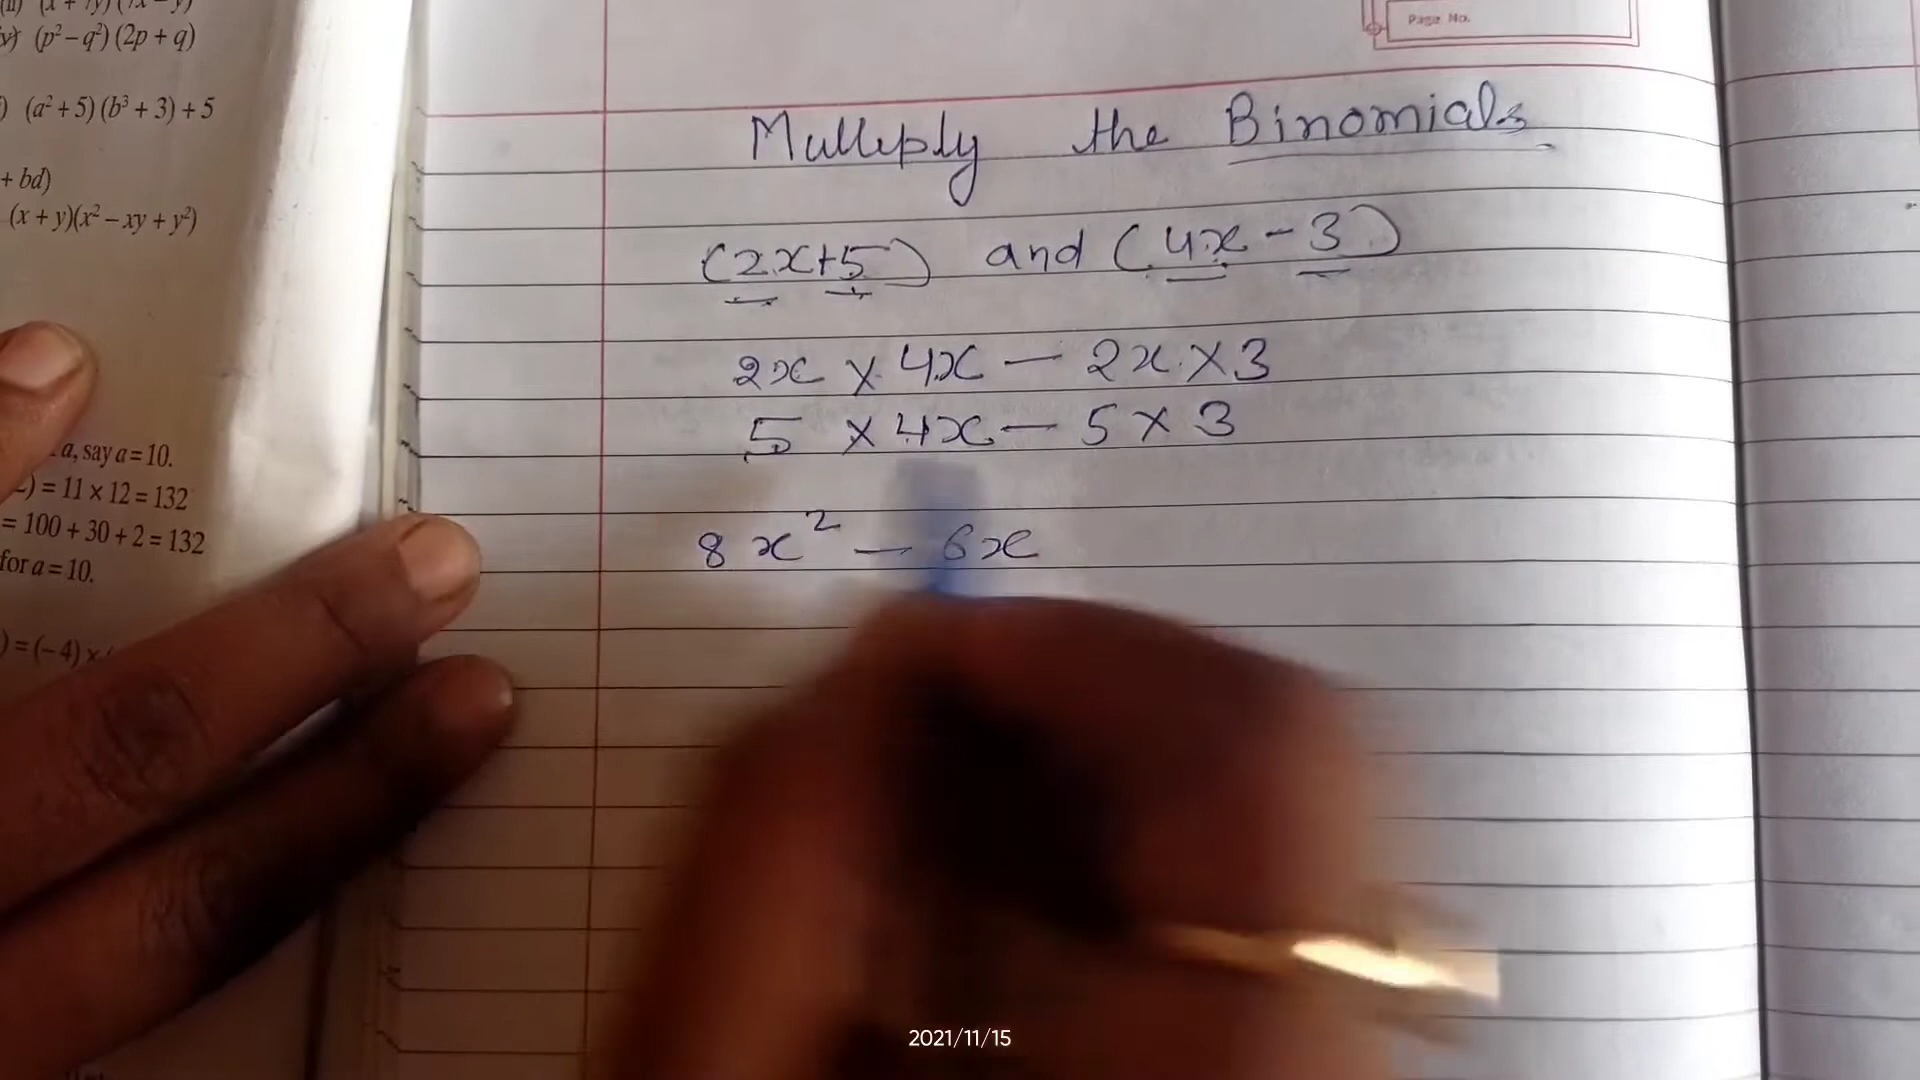 (x + 7y) (7x – y)
(p² – q²) (2p + q)
(a² + 5) (b³ + 3) + 5
+ bd)
(x + y)(x² – xy + y²)
a, say a = 10.
) = 11 × 12 = 132
= 100 + 30 + 2 = 132
for a = 10.
) = (– 4) ×
Page No.
Multiply the Binomials
(2x+5) and (4x – 3)
2x × 4x – 2x × 3
5 × 4x – 5 × 3
8x² – 6x
2021/11/15